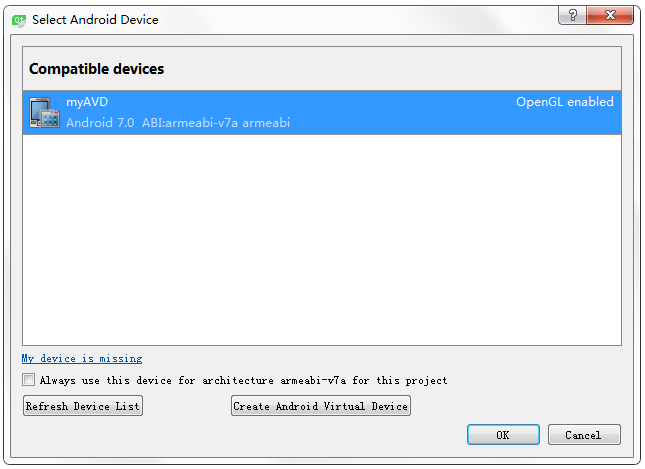 Select Android Device
Compatible devices
myAVD OpenGL enabled
Android 7.0 ABI:armeabi-v7a armeabi
My device is missing
Always use this device for architecture armeabi-v7a for this project
Refresh Device List Create Android Virtual Device
OK Cancel